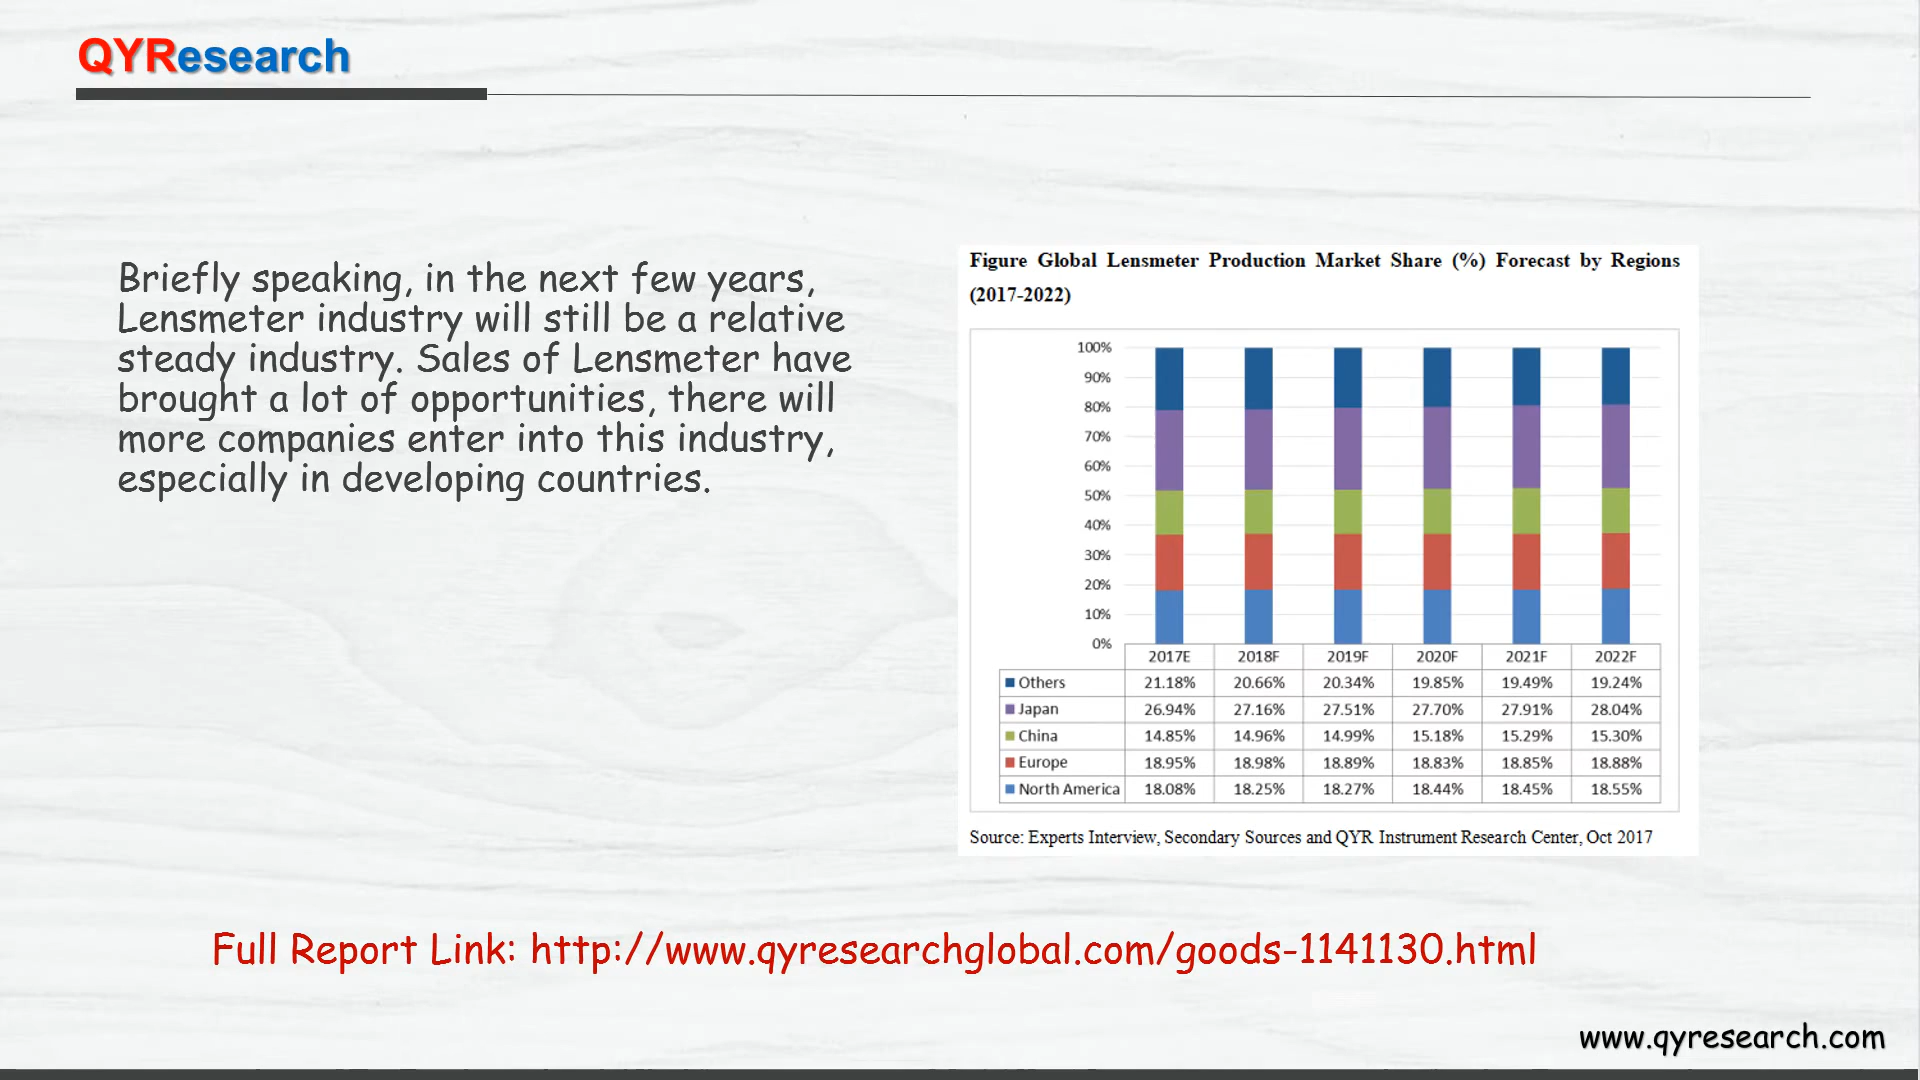 QYResearch
Briefly speaking, in the next few years,
Lensmeter industry will still be a relative
steady industry. Sales of Lensmeter have
brought a lot of opportunities, there will
more companies enter into this industry,
especially in developing countries.
Figure Global Lensmeter Production Market Share (%) Forecast by Regions
(2017-2022)
100%
90%
80%
70%
60%
50%
40%
30%
20%
10%
0%
2017E 2018F 2019F 2020F 2021F 2022F
Others 21.18% 20.66% 20.34% 19.85% 19.49% 19.24%
Japan 26.94% 27.16% 27.51% 27.70% 27.91% 28.04%
China 14.85% 14.96% 14.99% 15.18% 15.29% 15.30%
Europe 18.95% 18.98% 18.89% 18.83% 18.85% 18.88%
North America 18.08% 18.25% 18.27% 18.44% 18.45% 18.55%
Source: Experts Interview, Secondary Sources and QYR Instrument Research Center, Oct 2017
Full Report Link: http://www.qyresearchglobal.com/goods-1141130.html
www.qyresearch.com